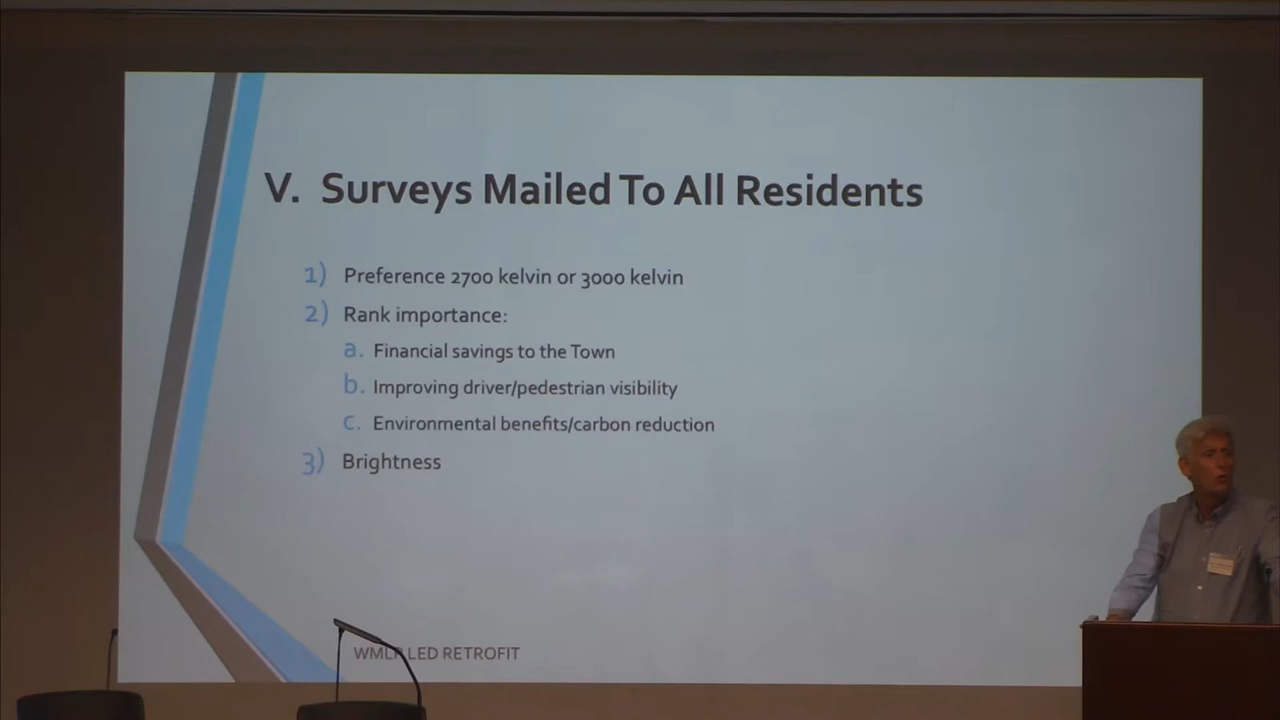 V. Surveys Mailed To All Residents
1) Preference 2700 kelvin or 3000 kelvin
2) Rank importance:
a. Financial savings to the Town
b. Improving driver/pedestrian visibility
c. Environmental benefits/carbon reduction
3) Brightness
WMLP LED RETROFIT